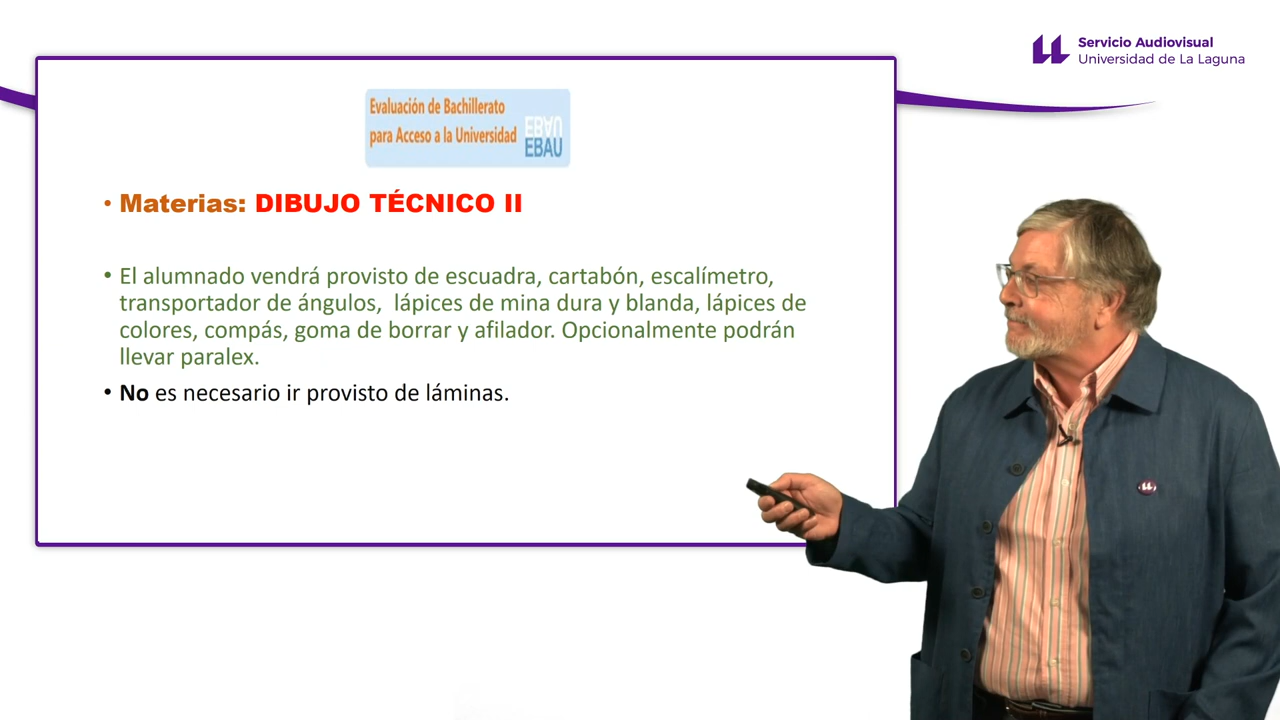 Servicio Audiovisual
Universidad de La Laguna
Evaluación de Bachillerato
para Acceso a la Universidad
EBAU
EBAU
• Materias: DIBUJO TÉCNICO II
• El alumnado vendrá provisto de escuadra, cartabón, escalímetro,
transportador de ángulos,  lápices de mina dura y blanda, lápices de
colores, compás, goma de borrar y afilador. Opcionalmente podrán
llevar paralex.
• No es necesario ir provisto de láminas.